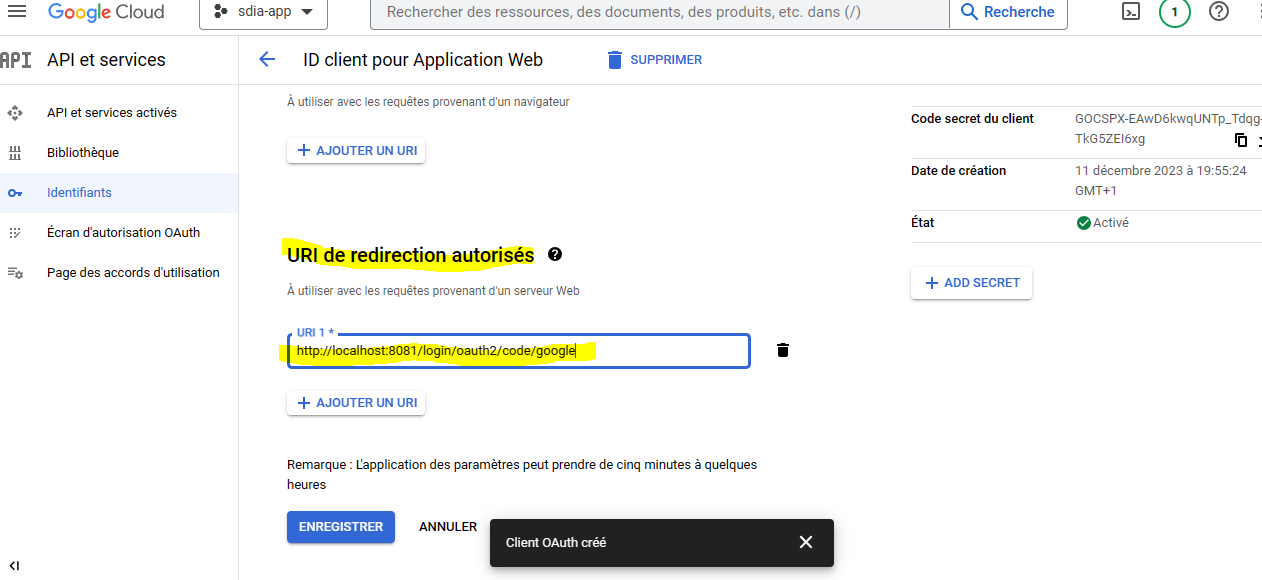 Google Cloud
sdia-app
Rechercher des ressources, des documents, des produits, etc. dans (/)
Recherche
1
API
API et services
ID client pour Application Web
SUPPRIMER
API et services activés
Bibliothèque
Identifiants
Écran d'autorisation OAuth
Page des accords d'utilisation
À utiliser avec les requêtes provenant d'un navigateur
+ AJOUTER UN URI
URI de redirection autorisés
À utiliser avec les requêtes provenant d'un serveur Web
URI 1 *
http://localhost:8081/login/oauth2/code/google
+ AJOUTER UN URI
Remarque : L'application des paramètres peut prendre de cinq minutes à quelques
heures
ENREGISTRER
ANNULER
Client OAuth créé
Code secret du client
GOCSPX-EAwD6kwqUNTp_Tdqg-
TkG5ZEI6xg
Date de création
11 décembre 2023 à 19:55:24
GMT+1
État
Activé
+ ADD SECRET